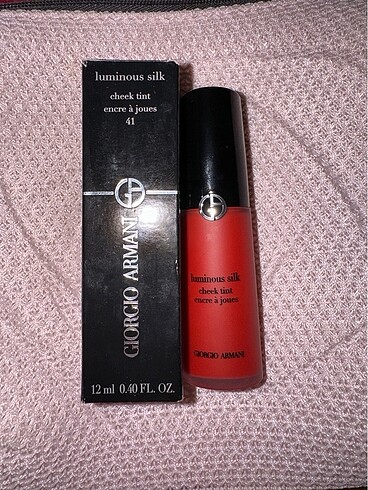 luminous silk
cheek tint
encre à joues
41
GIORGIO ARMANI
12 ml 0.40 FL. OZ.
luminous silk
cheek tint
encre à joues
GIORGIO ARMANI